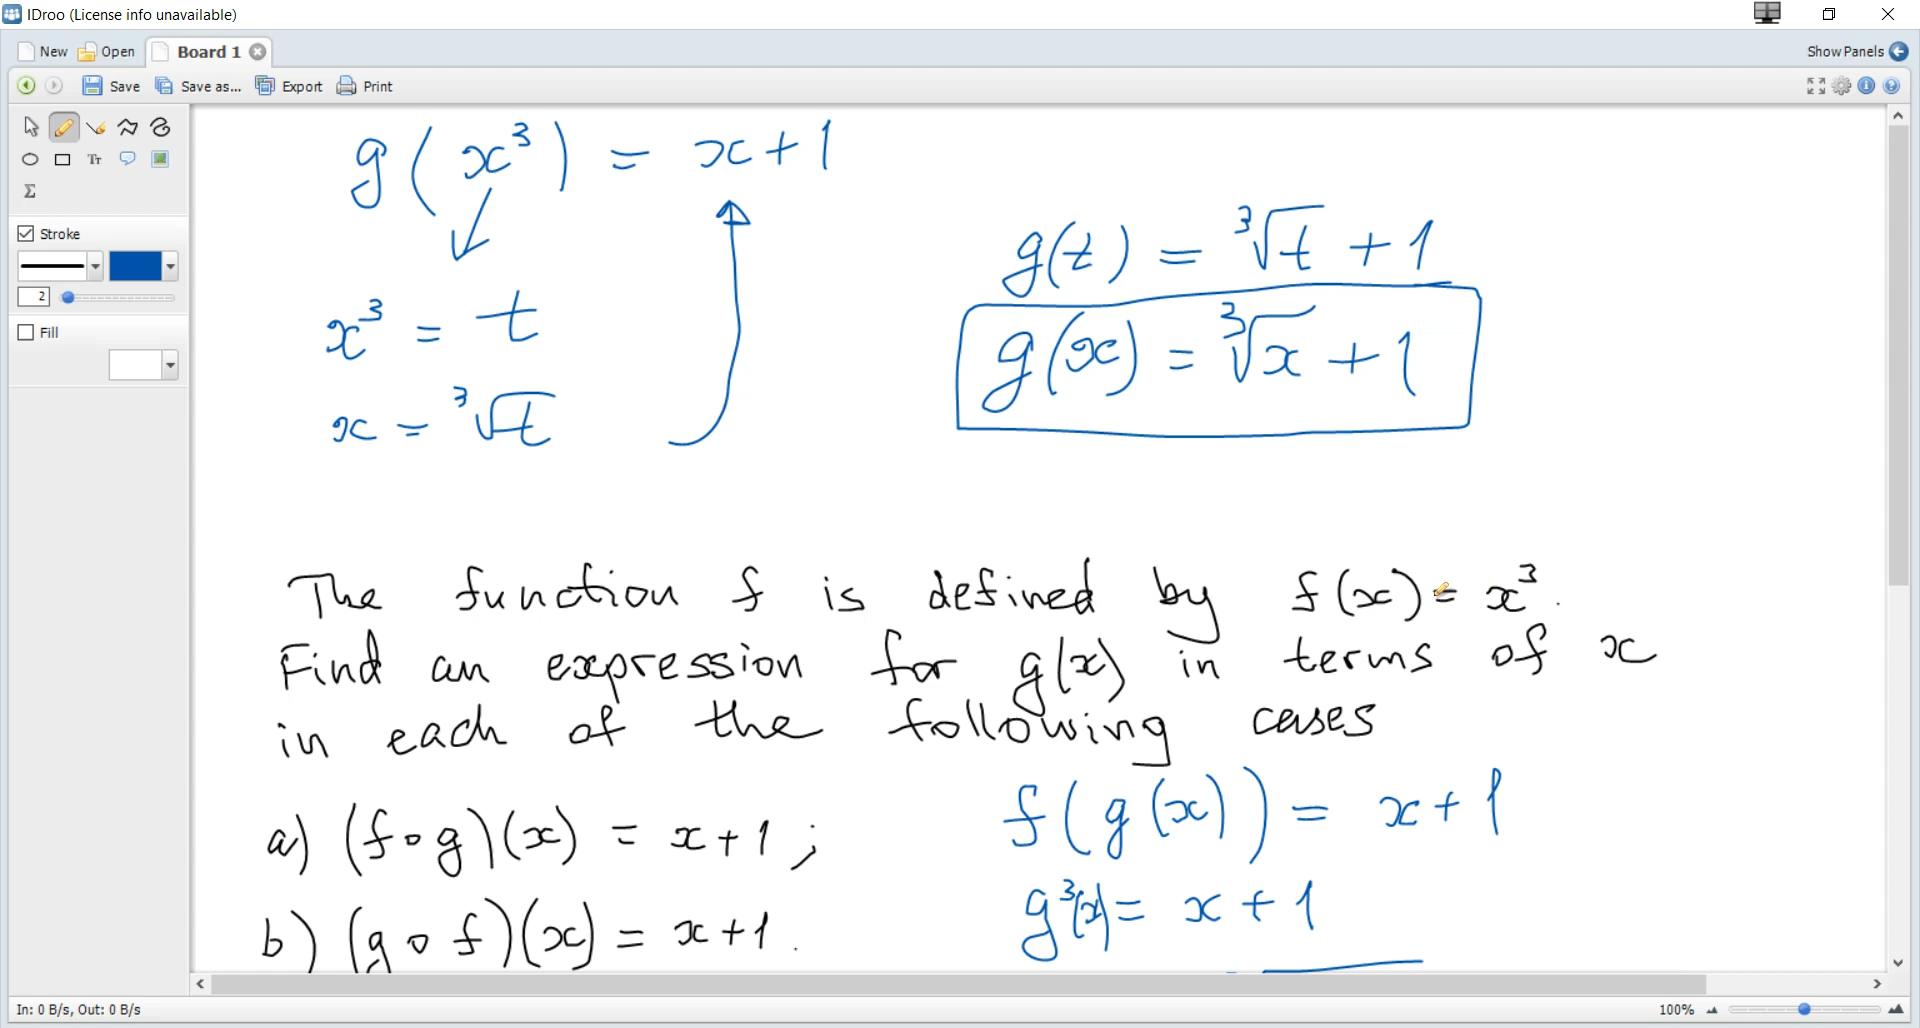 IDroo (License info unavailable)
New Open Board 1 Show Panels
Save Save as... Export Print
Tr
Σ
Stroke
2
Fill
g(x³) = x+1
x³ = t
x = ³√t
g(t) = ³√t + 1
g(x) = ³√x + 1
The function f is defined by f(x) = x³.
Find an expression for g(x) in terms of x
in each of the following cases
a) (f∘g)(x) = x+1 ;
b) (g∘f)(x) = x+1 .
f(g(x)) = x+1
g³(x) = x+1
In: 0 B/s, Out: 0 B/s 100%